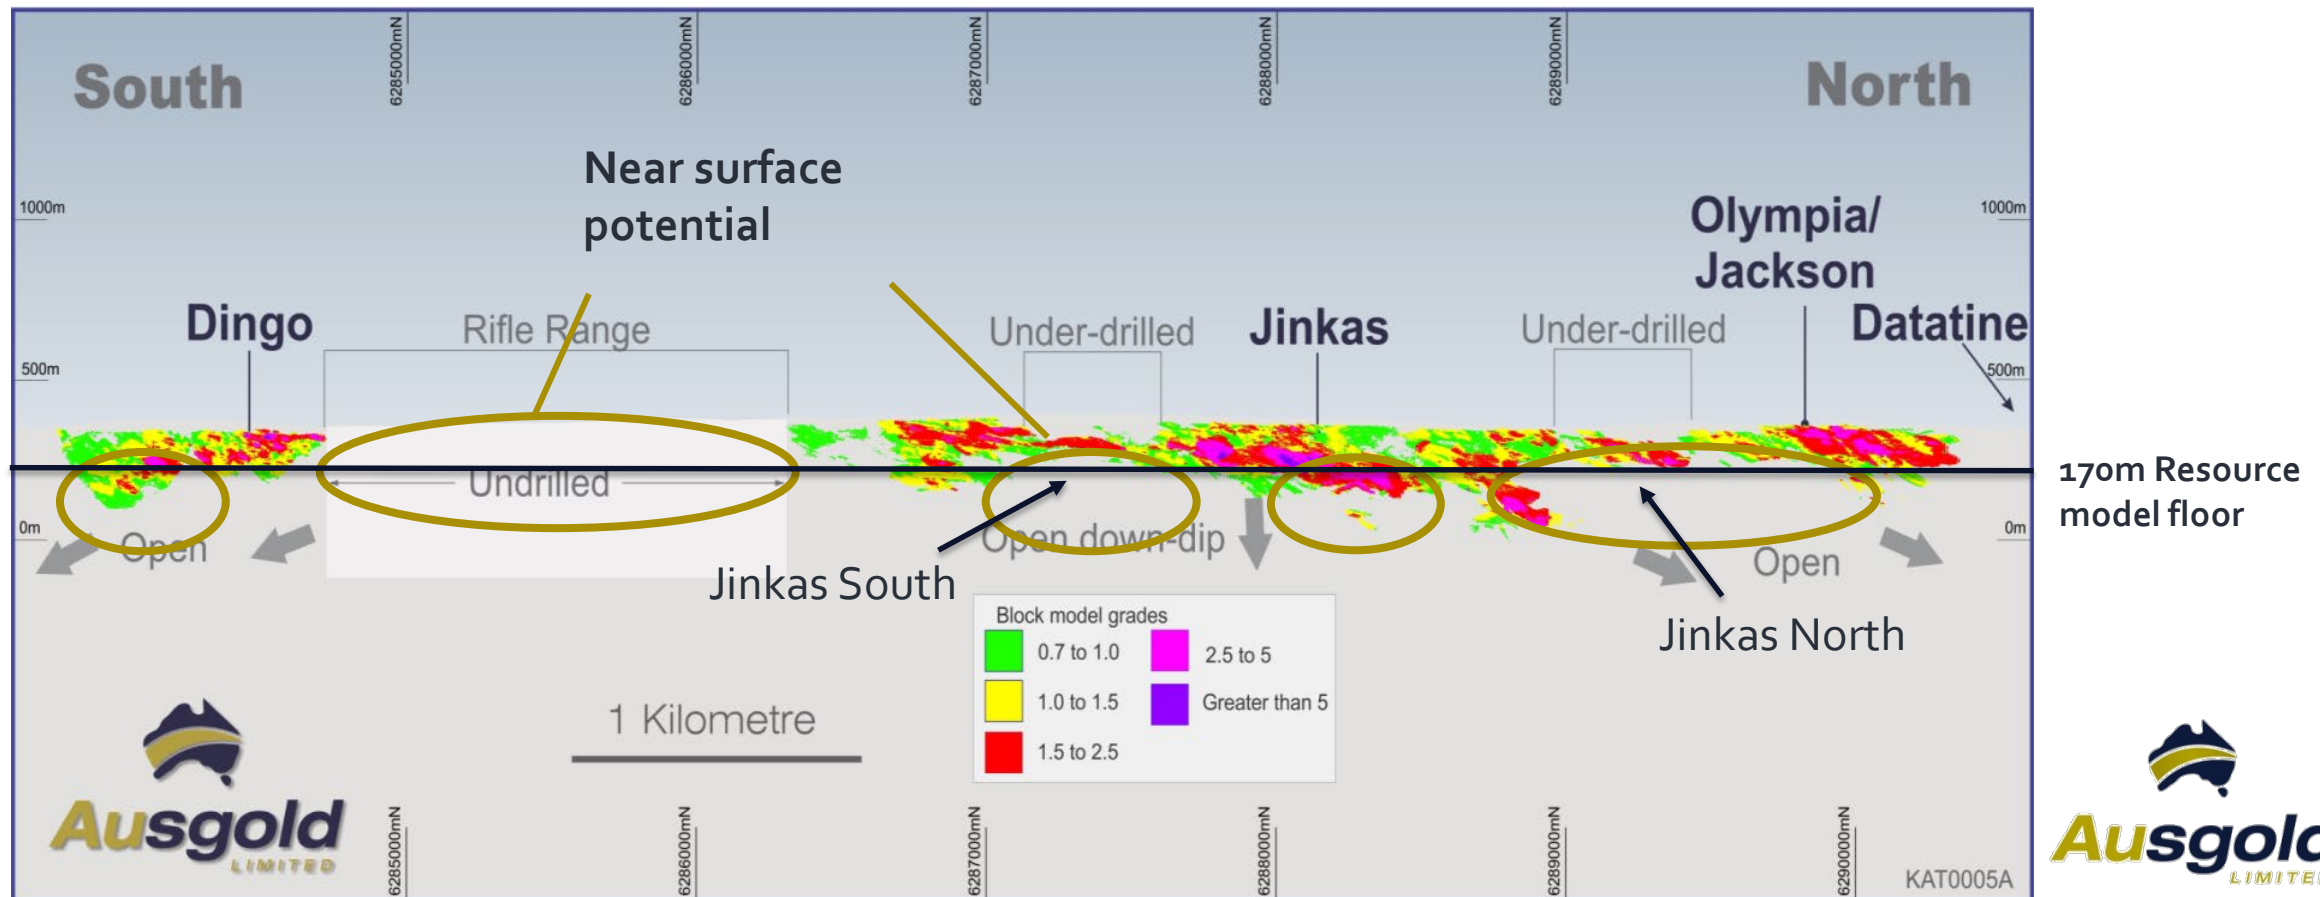 6285000mN
6286000mN
6287000mN
6288000mN
6289000mN
South
North
Near surface
potential
1000m
1000m
Olympia/
Jackson
Dingo
Rifle Range
Under-drilled
Jinkas
Under-drilled
Datatine
500m
500m
Undrilled
170m Resource
model floor
0m
0m
Open
Open down-dip
Open
Jinkas South
Jinkas North
Block model grades
0.7 to 1.0
2.5 to 5
1.0 to 1.5
Greater than 5
1.5 to 2.5
1 Kilometre
Ausgold
LIMITED
6285000mN
6286000mN
6287000mN
6288000mN
6289000mN
6290000mN
KAT0005A
Ausgold
LIMITE